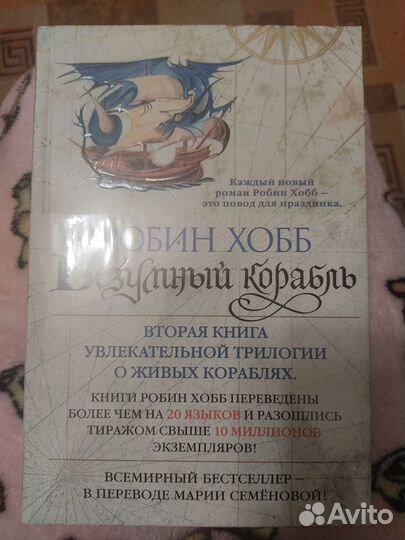 Каждый новый
роман Робин Хобб —
это повод для праздника.
РОБИН ХОББ
Безумный корабль
ВТОРАЯ КНИГА
УВЛЕКАТЕЛЬНОЙ ТРИЛОГИИ
О ЖИВЫХ КОРАБЛЯХ.
КНИГИ РОБИН ХОББ ПЕРЕВЕДЕНЫ
БОЛЕЕ ЧЕМ НА 20 ЯЗЫКОВ И РАЗОШЛИСЬ
ТИРАЖОМ СВЫШЕ 10 МИЛЛИОНОВ
ЭКЗЕМПЛЯРОВ!
ВСЕМИРНЫЙ БЕСТСЕЛЛЕР —
В ПЕРЕВОДЕ МАРИИ СЕМЁНОВОЙ!
Avito